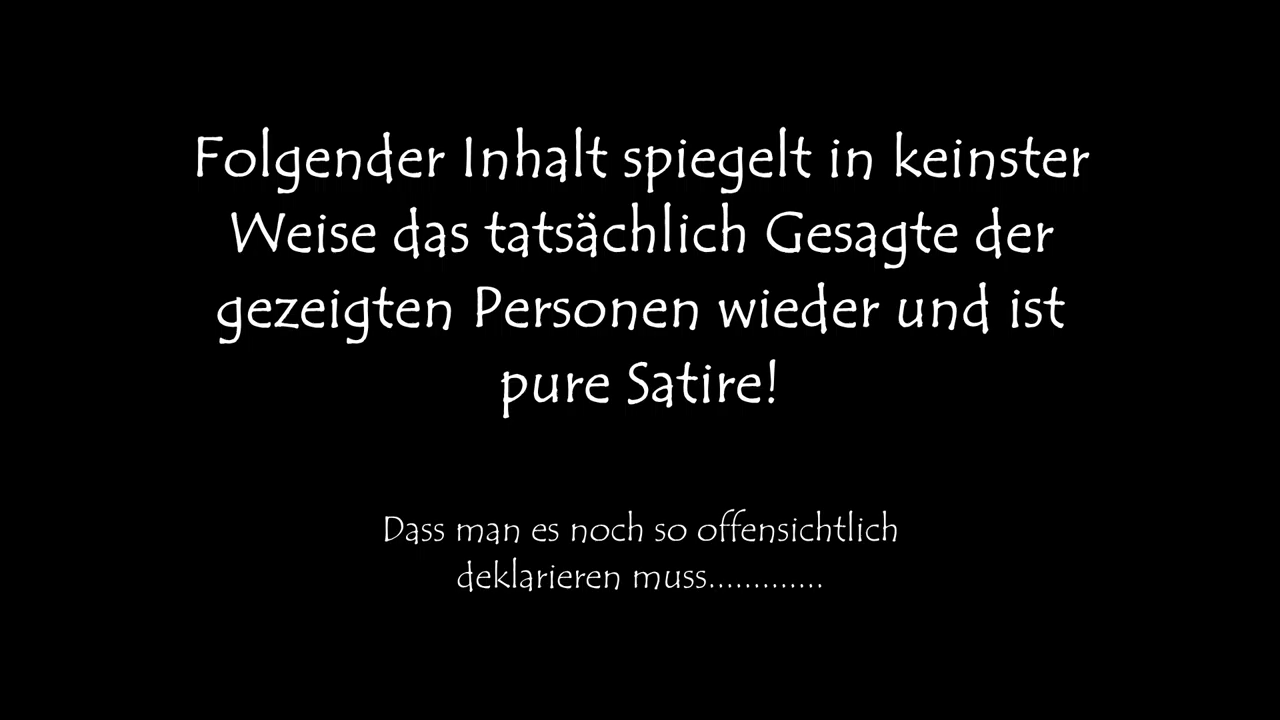 Folgender Inhalt spiegelt in keinster
Weise das tatsächlich Gesagte der
gezeigten Personen wieder und ist
pure Satire!
Dass man es noch so offensichtlich
deklarieren muss.............